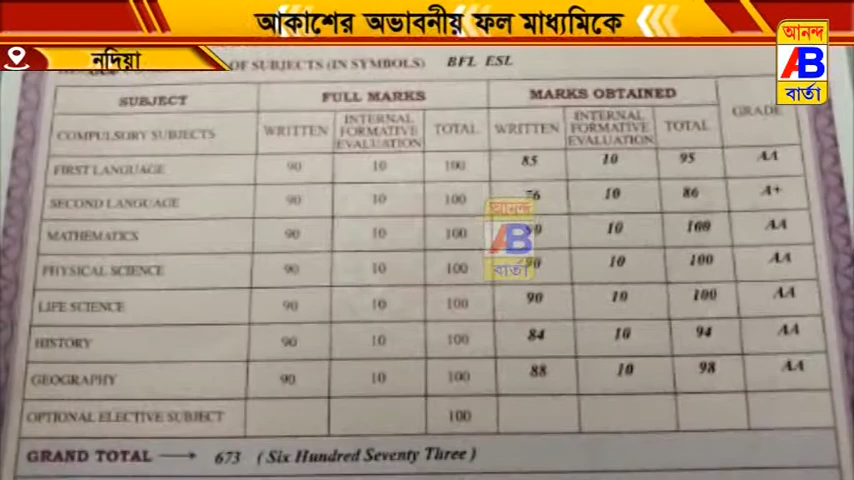 আকাশের অভাবনীয় ফল মাধ্যমিকে
নদিয়া
আনন্দ
AB
বার্তা
OF SUBJECTS (IN SYMBOLS) BFL ESL
SUBJECT FULL MARKS MARKS OBTAINED GRADE
COMPULSORY SUBJECTS WRITTEN INTERNAL FORMATIVE EVALUATION TOTAL WRITTEN INTERNAL FORMATIVE EVALUATION TOTAL
FIRST LANGUAGE 90 10 100 85 10 95 AA
SECOND LANGUAGE 90 10 100 76 10 86 A+
আনন্দ
AB
বার্তা
MATHEMATICS 90 10 100 90 10 100 AA
PHYSICAL SCIENCE 90 10 100 90 10 100 AA
LIFE SCIENCE 90 10 100 90 10 100 AA
HISTORY 90 10 100 84 10 94 AA
GEOGRAPHY 90 10 100 88 10 98 AA
OPTIONAL ELECTIVE SUBJECT 100
GRAND TOTAL → 673 (Six Hundred Seventy Three)